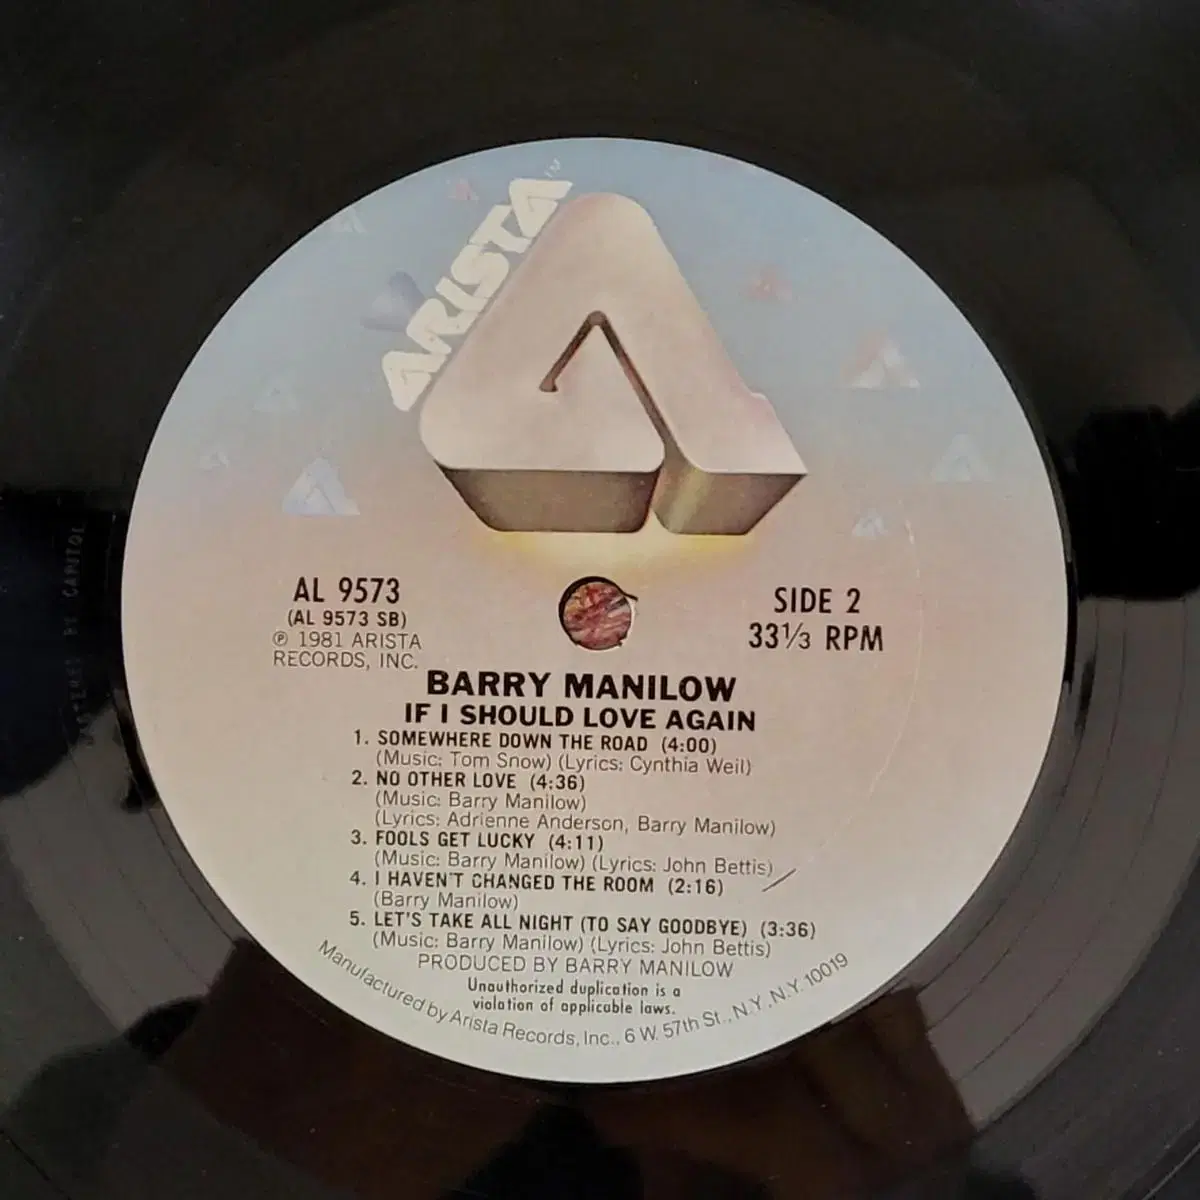 ARISTA™
AL 9573
(AL 9573 SB)
℗ 1981 ARISTA
RECORDS, INC.
SIDE 2
33⅓ RPM
BARRY MANILOW
IF I SHOULD LOVE AGAIN
1. SOMEWHERE DOWN THE ROAD (4:00)
(Music: Tom Snow) (Lyrics: Cynthia Weil)
2. NO OTHER LOVE (4:36)
(Music: Barry Manilow)
(Lyrics: Adrienne Anderson, Barry Manilow)
3. FOOLS GET LUCKY (4:11)
(Music: Barry Manilow) (Lyrics: John Bettis)
4. I HAVEN'T CHANGED THE ROOM (2:16)
(Barry Manilow)
5. LET'S TAKE ALL NIGHT (TO SAY GOODBYE) (3:36)
(Music: Barry Manilow) (Lyrics: John Bettis)
PRODUCED BY BARRY MANILOW
Unauthorized duplication is a
violation of applicable laws.
Manufactured by Arista Records, Inc., 6 W. 57th St., N.Y., N.Y. 10019
MASTERED BY CAPITOL